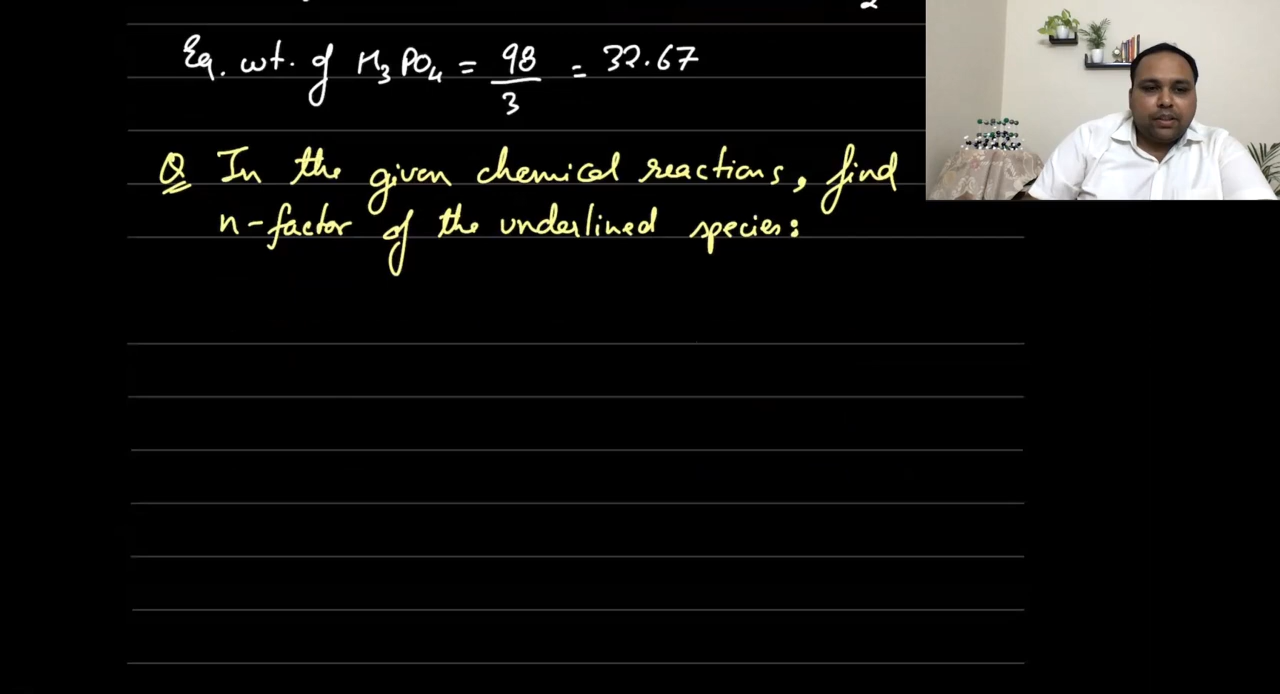 2
Eq. wt. of H₃PO₄ = 98/3 = 32.67
Q In the given chemical reactions, find
n-factor of the underlined species: